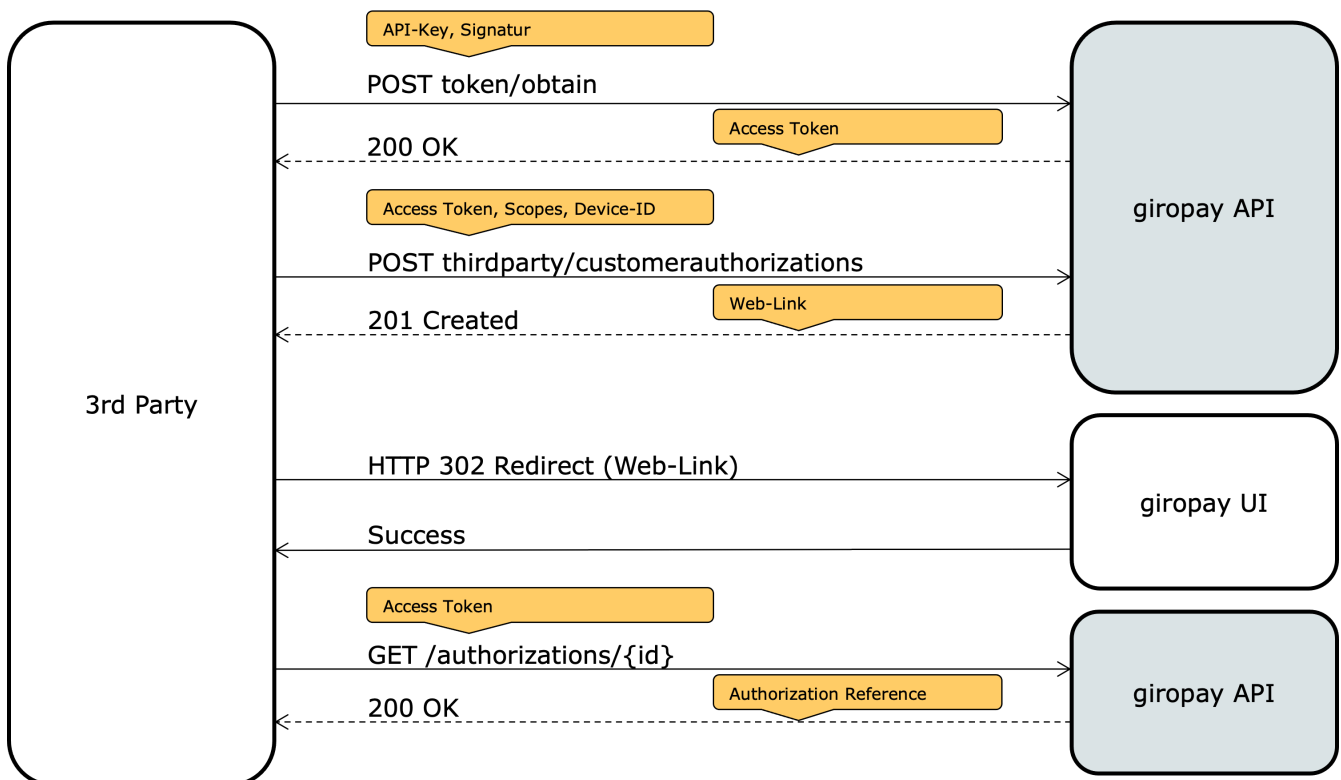 API-Key, Signatur
POST token/obtain
Access Token
200 OK
Access Token, Scopes, Device-ID
giropay API
POST thirdparty/customerauthorizations
Web-Link
201 Created
3rd Party
HTTP 302 Redirect (Web-Link)
giropay UI
Success
Access Token
GET /authorizations/{id}
Authorization Reference
giropay API
200 OK